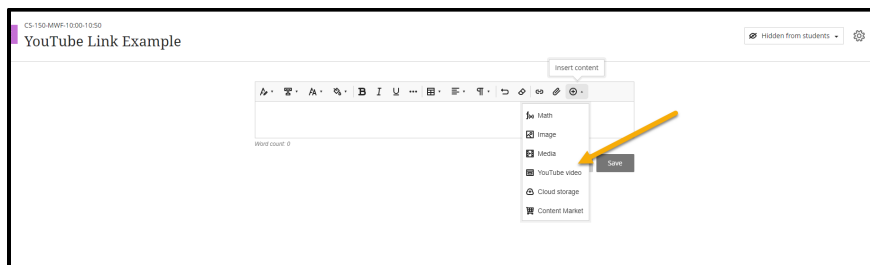 CS-150-MWF-10:00-10:50
YouTube Link Example
Hidden from students
Insert content
B I U
Word count: 0
Math
Image
Media
YouTube video
Cloud storage
Content Market
Save